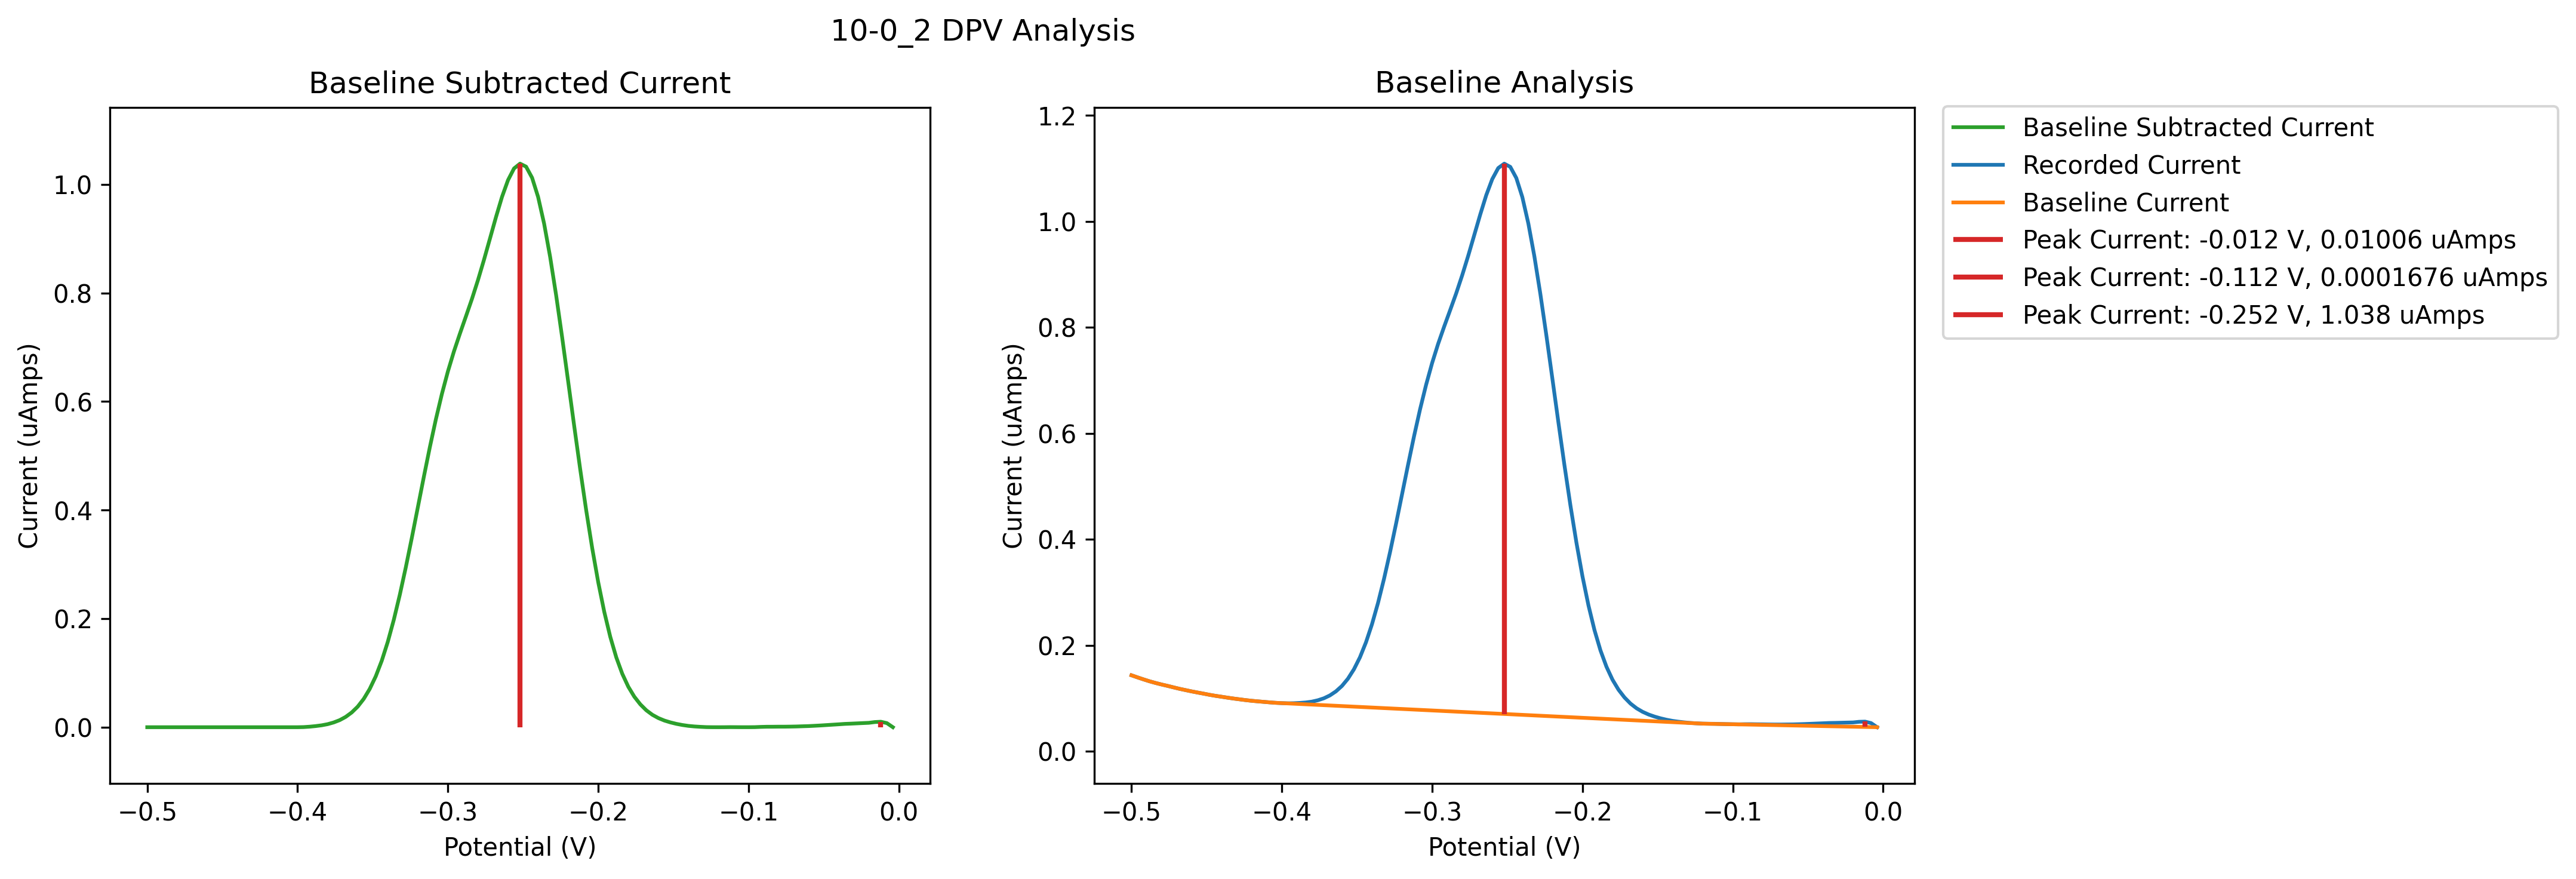 10-0_2 DPV Analysis
Baseline Subtracted Current
Current (uAmps)
1.0
0.8
0.6
0.4
0.2
0.0
−0.5 −0.4 −0.3 −0.2 −0.1 0.0
Potential (V)
Baseline Analysis
Current (uAmps)
1.2
1.0
0.8
0.6
0.4
0.2
0.0
−0.5 −0.4 −0.3 −0.2 −0.1 0.0
Potential (V)
Baseline Subtracted Current
Recorded Current
Baseline Current
Peak Current: -0.012 V, 0.01006 uAmps
Peak Current: -0.112 V, 0.0001676 uAmps
Peak Current: -0.252 V, 1.038 uAmps